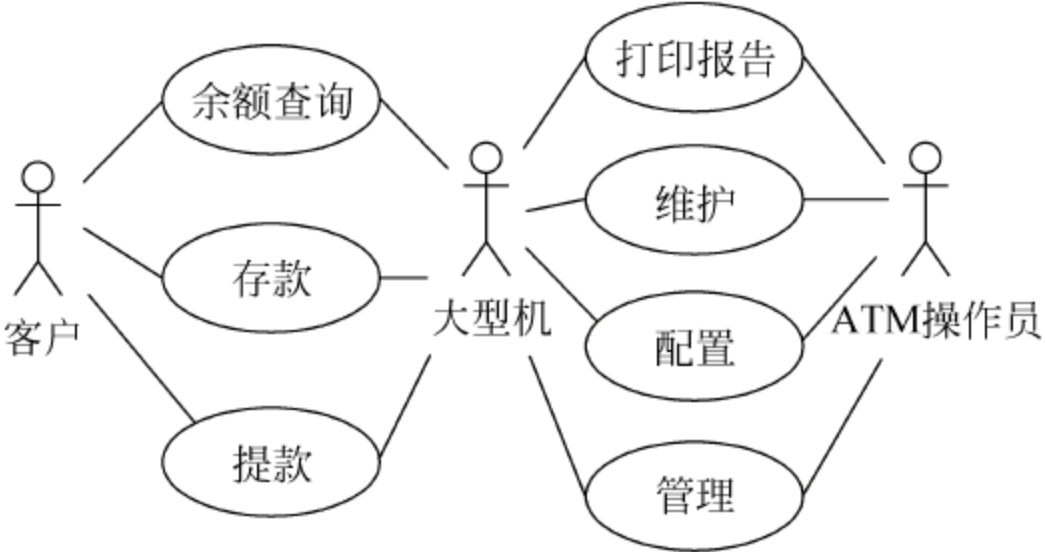 余额查询
存款
提款
客户
大型机
打印报告
维护
配置
管理
ATM操作员